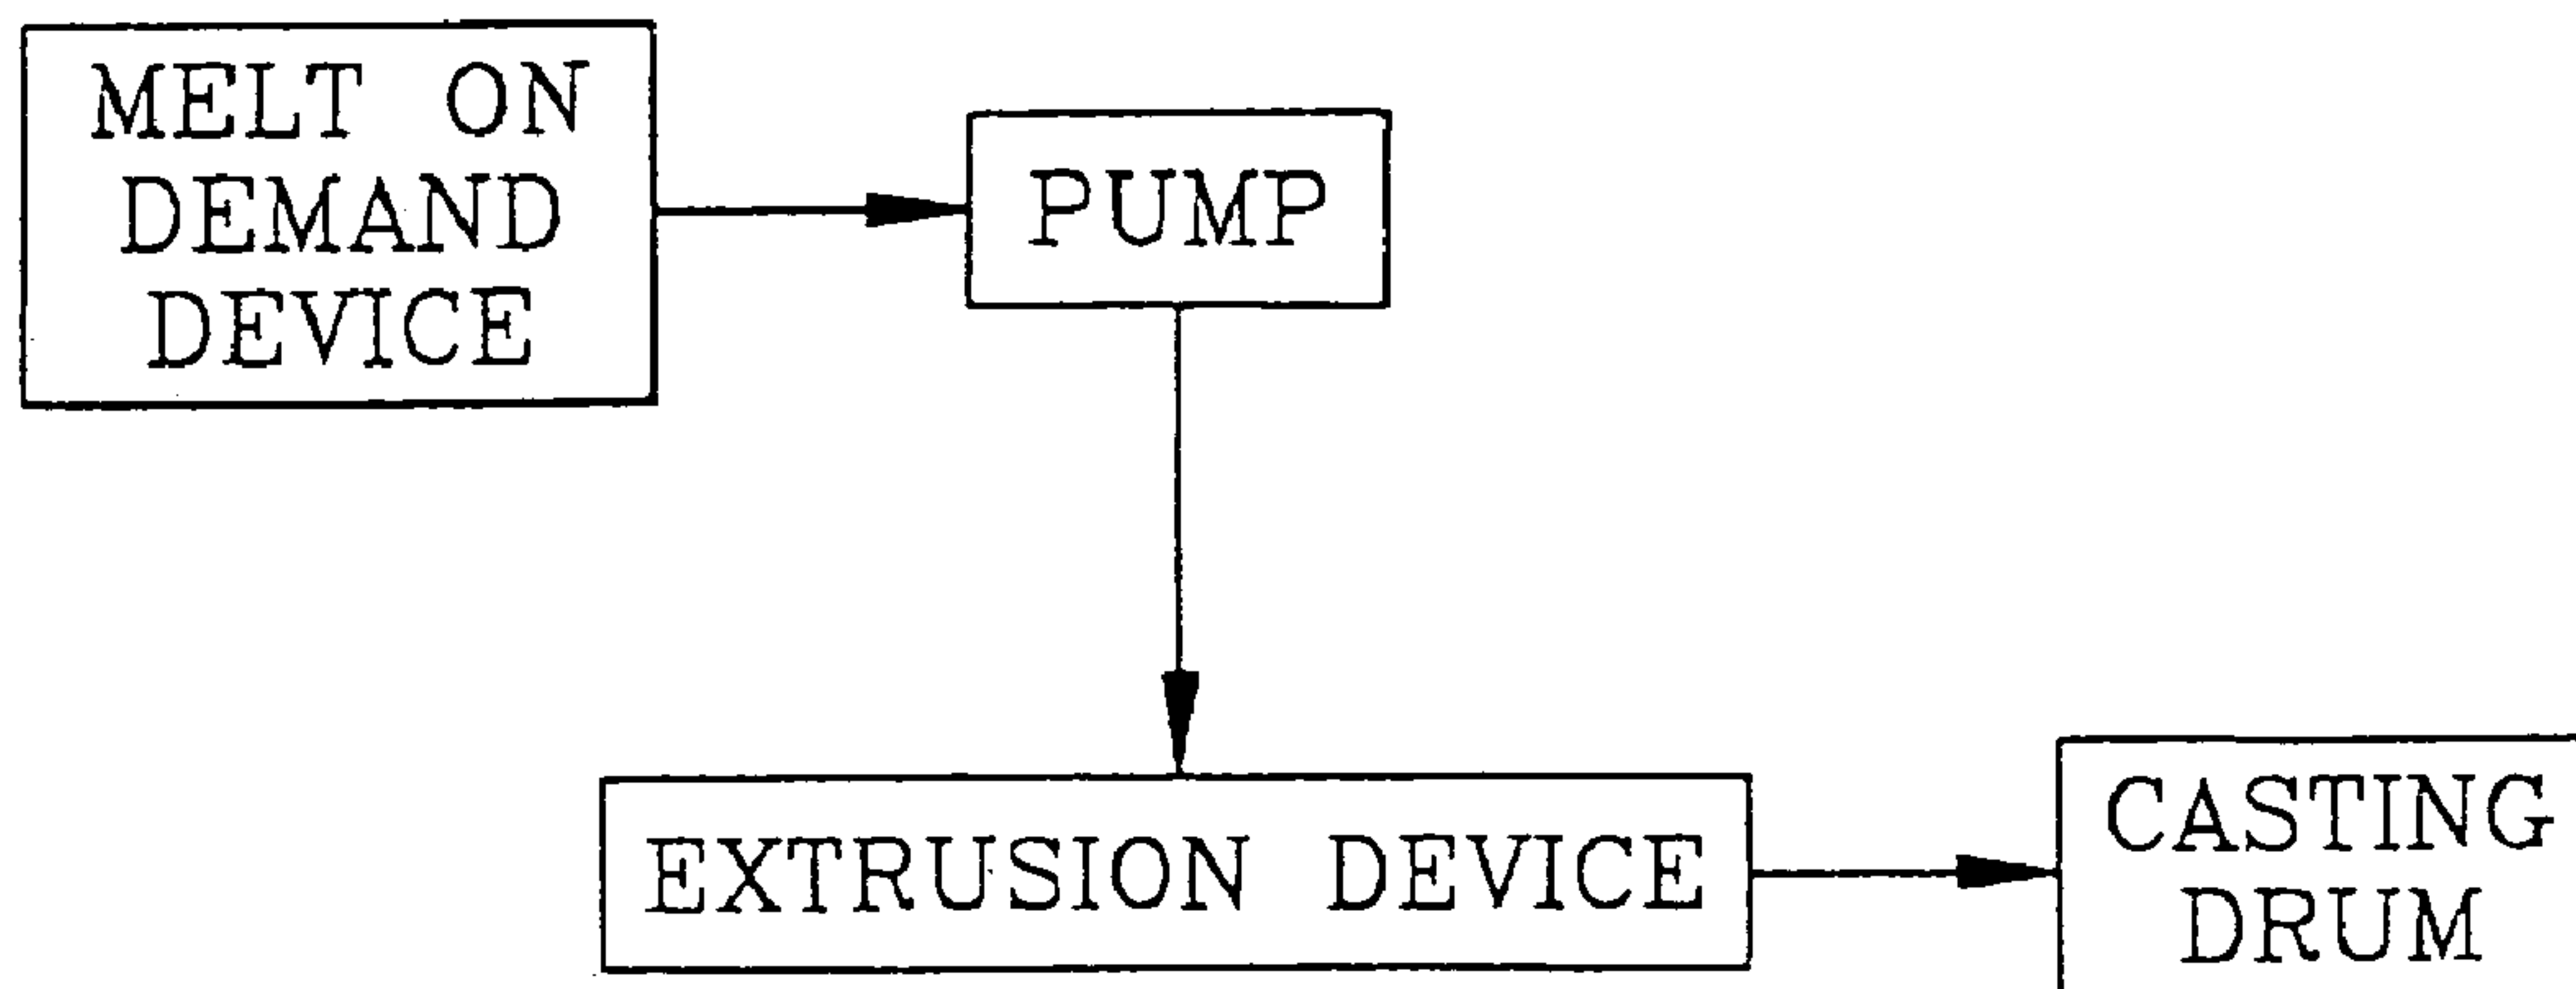 MELT ON
DEMAND
DEVICE
PUMP
EXTRUSION DEVICE
CASTING
DRUM